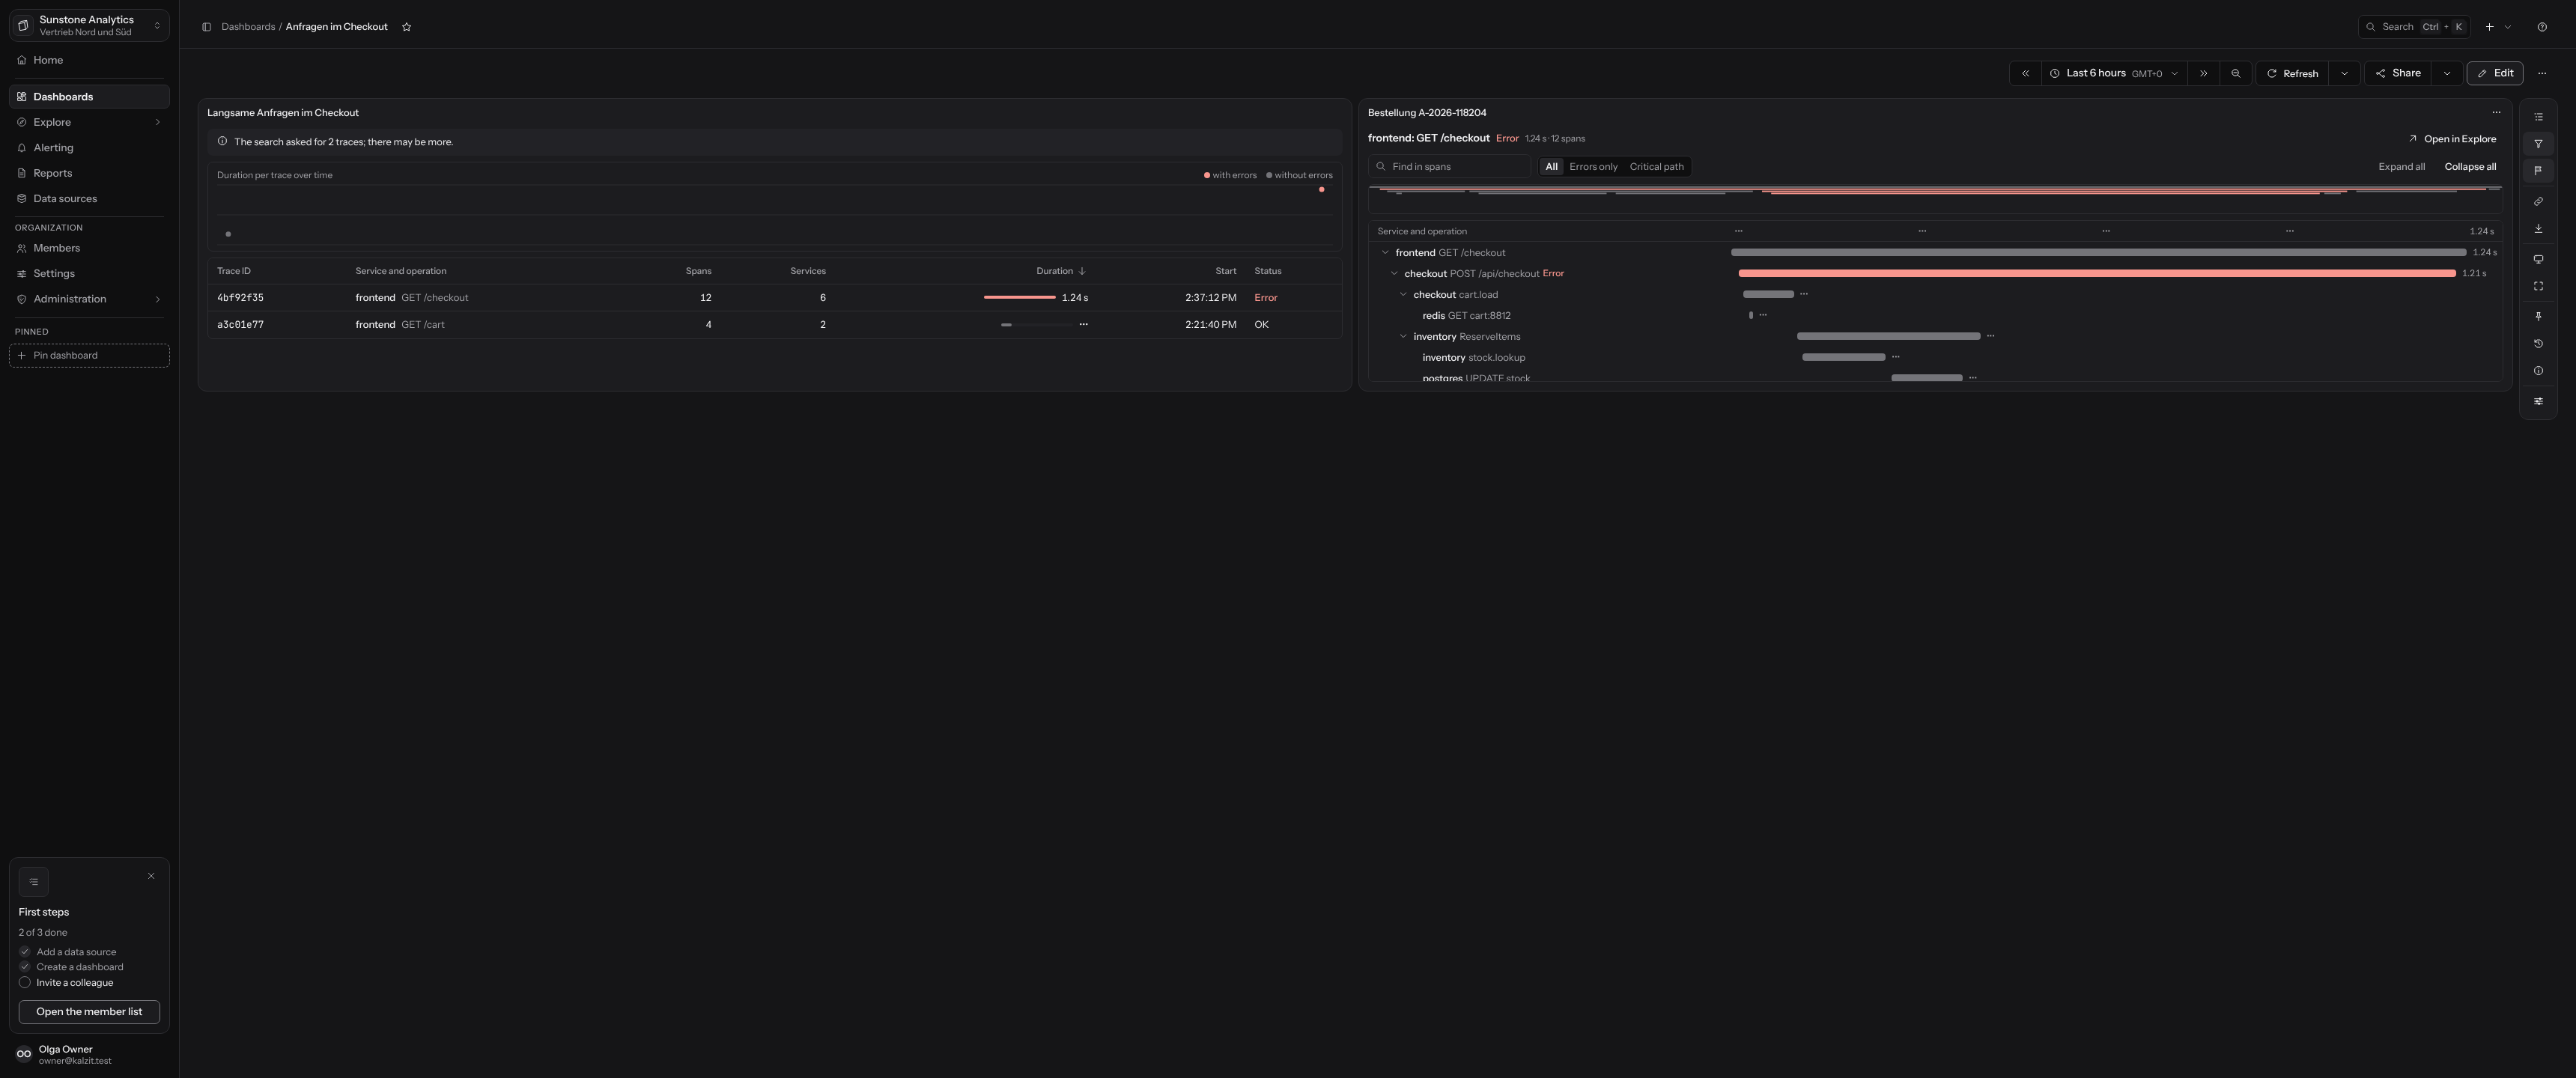 Sunstone Analytics
Vertrieb Nord und Süd
Home
Dashboards
Explore
Alerting
Reports
Data sources
ORGANIZATION
Members
Settings
Administration
PINNED
Pin dashboard
First steps
2 of 3 done
Add a data source
Create a dashboard
Invite a colleague
Open the member list
OO
Olga Owner
owner@kalzit.test
Dashboards / Anfragen im Checkout
Search Ctrl + K
Last 6 hours GMT+0
Refresh
Share
Edit
Langsame Anfragen im Checkout
The search asked for 2 traces; there may be more.
Duration per trace over time
with errors
without errors
Trace ID Service and operation Spans Services Duration Start Status
4bf92f35 frontend GET /checkout 12 6 1.24 s 2:37:12 PM Error
a3c01e77 frontend GET /cart 4 2 ... 2:21:40 PM OK
Bestellung A-2026-118204
frontend: GET /checkout Error 1.24 s · 12 spans
Open in Explore
Find in spans
All Errors only Critical path
Expand all
Collapse all
Service and operation ... ... ... ... 1.24 s
frontend GET /checkout 1.24 s
checkout POST /api/checkout Error 1.21 s
checkout cart.load ...
redis GET cart:8812 ...
inventory ReserveItems ...
inventory stock.lookup ...
postgres UPDATE stock ...